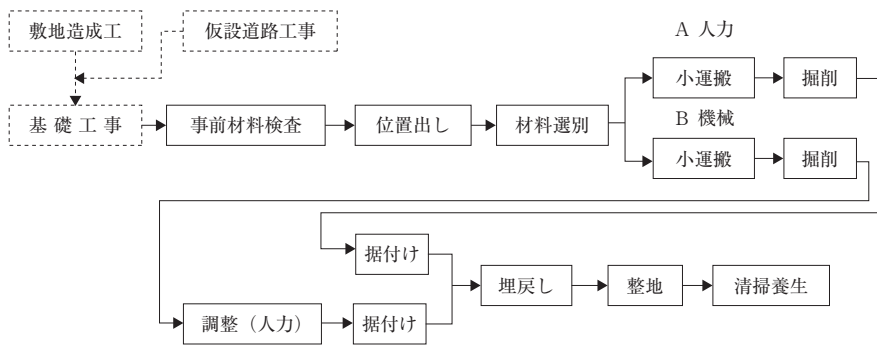 敷地造成工
仮設道路工事
A 人力
小運搬
掘削
基礎工事
事前材料検査
位置出し
材料選別
B 機械
小運搬
掘削
据付け
埋戻し
整地
清掃養生
調整（人力）
据付け